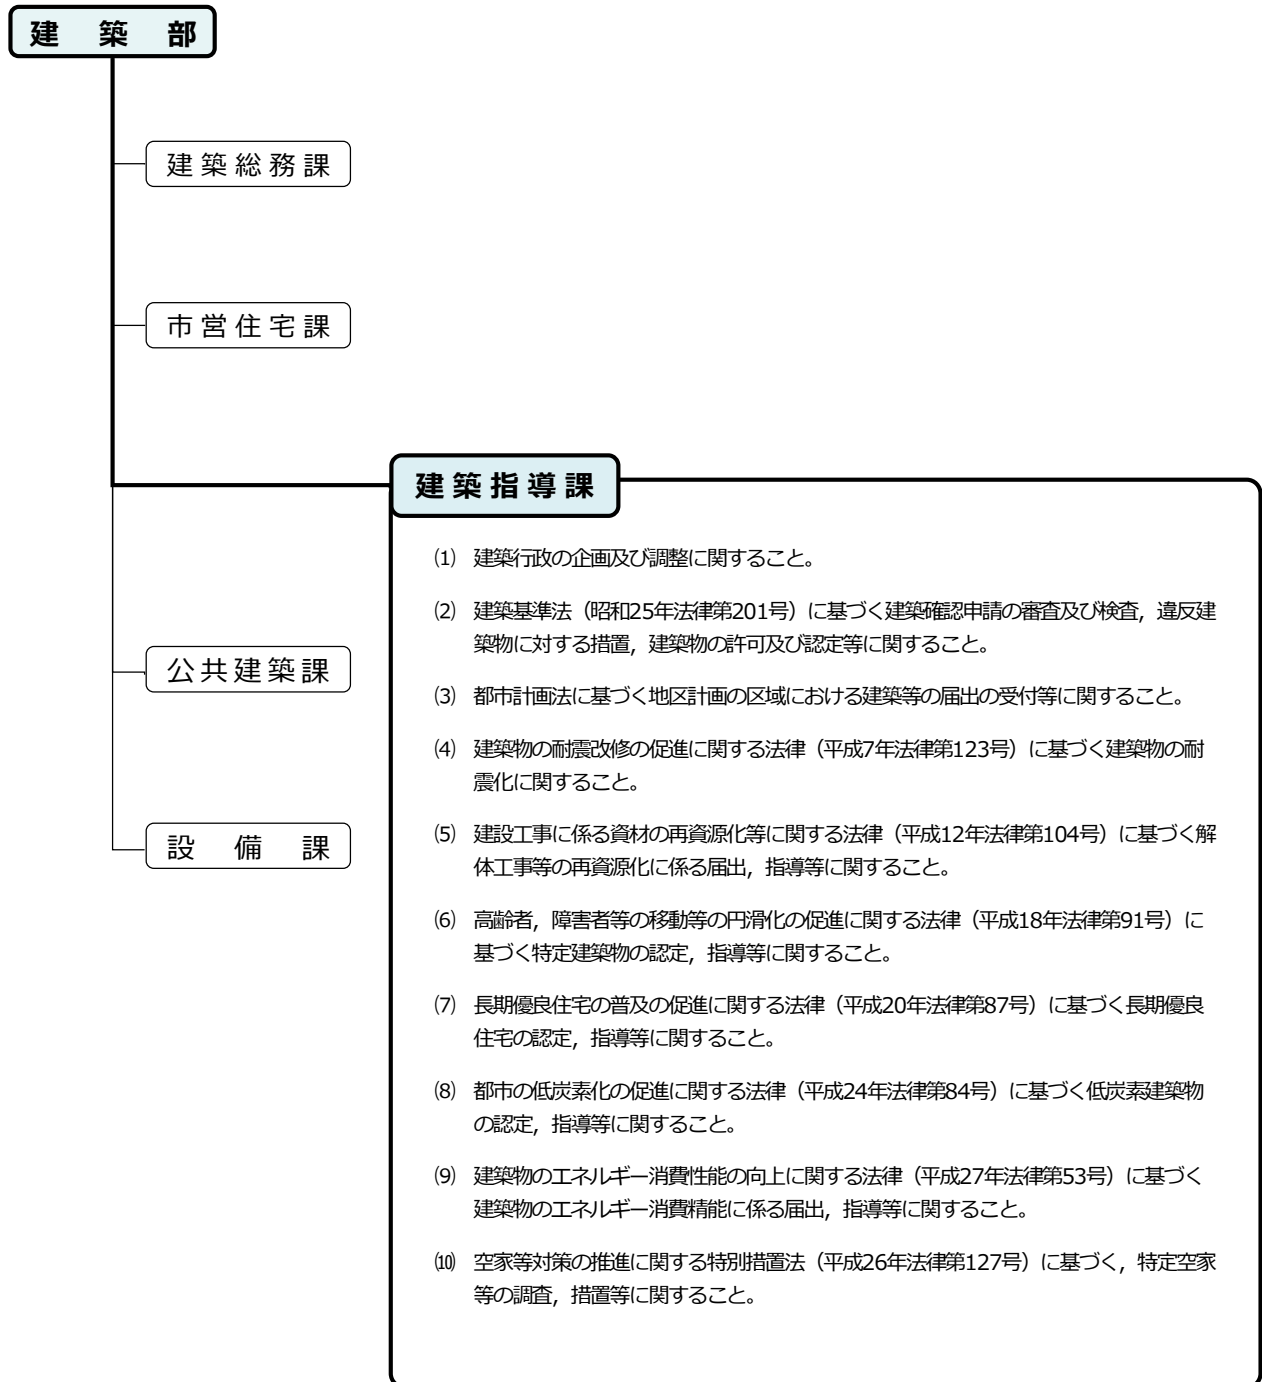 建築部
建築総務課
市営住宅課
建築指導課
⑴ 建築行政の企画及び調整に関すること。
⑵ 建築基準法（昭和25年法律第201号）に基づく建築確認申請の審査及び検査，違反建
築物に対する措置，建築物の許可及び認定等に関すること。
⑶ 都市計画法に基づく地区計画の区域における建築等の届出の受付等に関すること。
⑷ 建築物の耐震改修の促進に関する法律（平成7年法律第123号）に基づく建築物の耐
震化に関すること。
⑸ 建設工事に係る資材の再資源化等に関する法律（平成12年法律第104号）に基づく解
体工事等の再資源化に係る届出，指導等に関すること。
⑹ 高齢者，障害者等の移動等の円滑化の促進に関する法律（平成18年法律第91号）に
基づく特定建築物の認定，指導等に関すること。
⑺ 長期優良住宅の普及の促進に関する法律（平成20年法律第87号）に基づく長期優良
住宅の認定，指導等に関すること。
⑻ 都市の低炭素化の促進に関する法律（平成24年法律第84号）に基づく低炭素建築物
の認定，指導等に関すること。
⑼ 建築物のエネルギー消費性能の向上に関する法律（平成27年法律第53号）に基づく
建築物のエネルギー消費精能に係る届出，指導等に関すること。
⑽ 空家等対策の推進に関する特別措置法（平成26年法律第127号）に基づく，特定空家
等の調査，措置等に関すること。
公共建築課
設備課